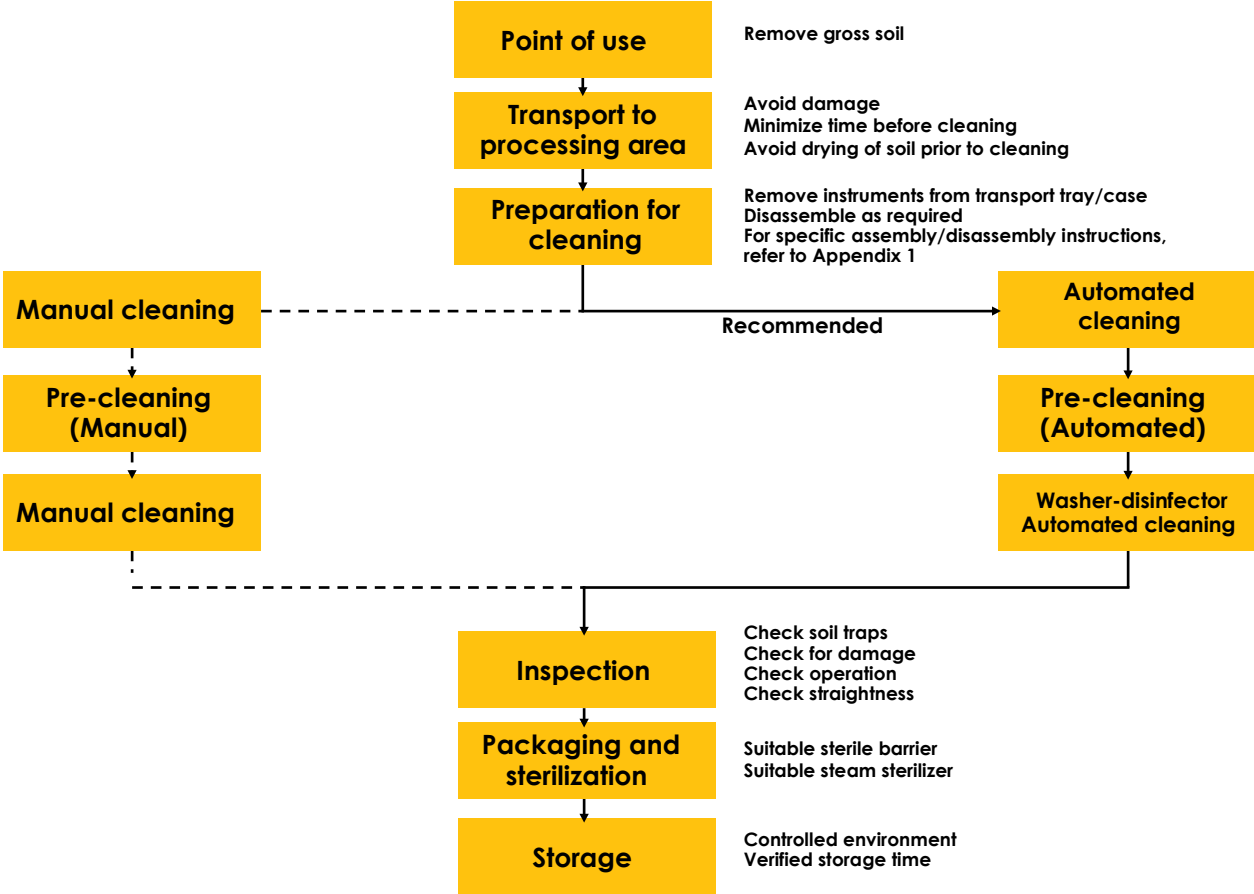 Point of use
Remove gross soil
Transport to
processing area
Avoid damage
Minimize time before cleaning
Avoid drying of soil prior to cleaning
Preparation for
cleaning
Remove instruments from transport tray/case
Disassemble as required
For specific assembly/disassembly instructions,
refer to Appendix 1
Manual cleaning
Recommended
Automated
cleaning
Pre-cleaning
(Manual)
Pre-cleaning
(Automated)
Manual cleaning
Washer-disinfector
Automated cleaning
Inspection
Check soil traps
Check for damage
Check operation
Check straightness
Packaging and
sterilization
Suitable sterile barrier
Suitable steam sterilizer
Storage
Controlled environment
Verified storage time